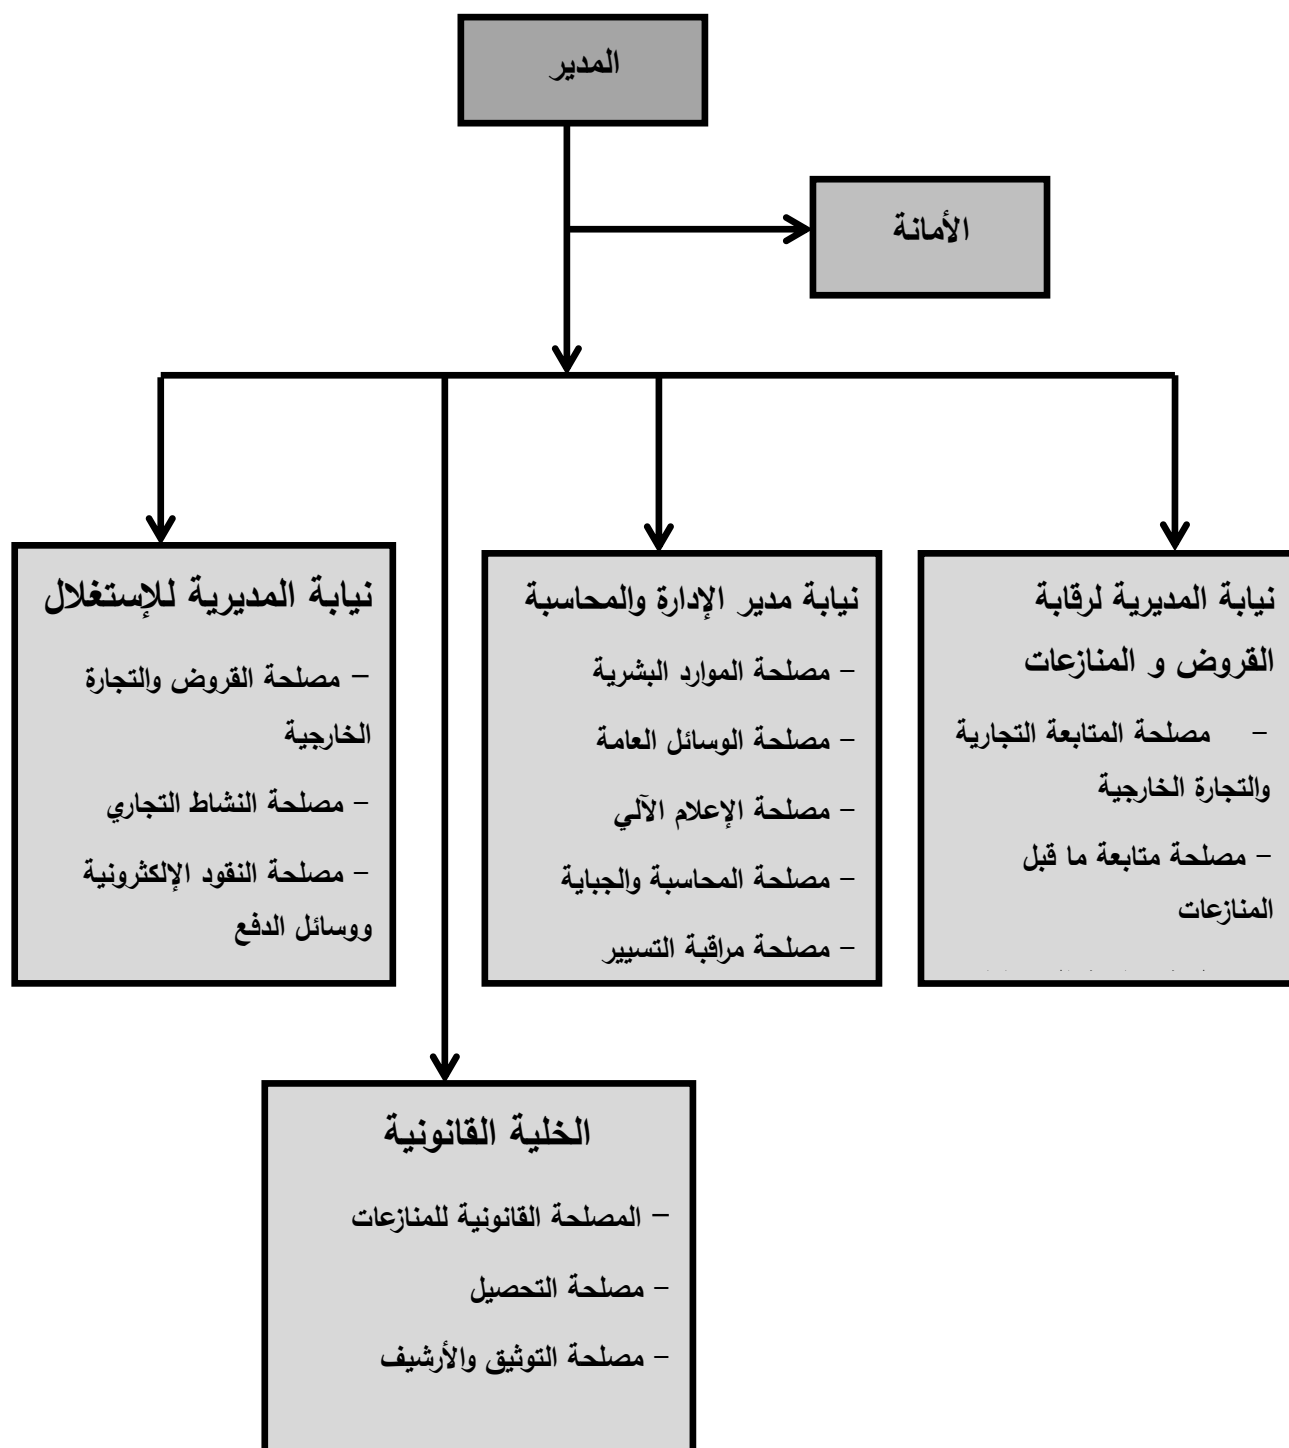 المدير
الأمانة
نيابة المديرية لرقابة
القروض و المنازعات
- مصلحة المتابعة التجارية
والتجارة الخارجية
- مصلحة متابعة ما قبل
المنازعات
نيابة مدير الإدارة والمحاسبة
- مصلحة الموارد البشرية
- مصلحة الوسائل العامة
- مصلحة الإعلام الآلي
- مصلحة المحاسبة والجباية
- مصلحة مراقبة التسيير
نيابة المديرية للإستغلال
- مصلحة القروض والتجارة
الخارجية
- مصلحة النشاط التجاري
- مصلحة النقود الإلكثرونية
ووسائل الدفع
الخلية القانونية
- المصلحة القانونية للمنازعات
- مصلحة التحصيل
- مصلحة التوثيق والأرشيف